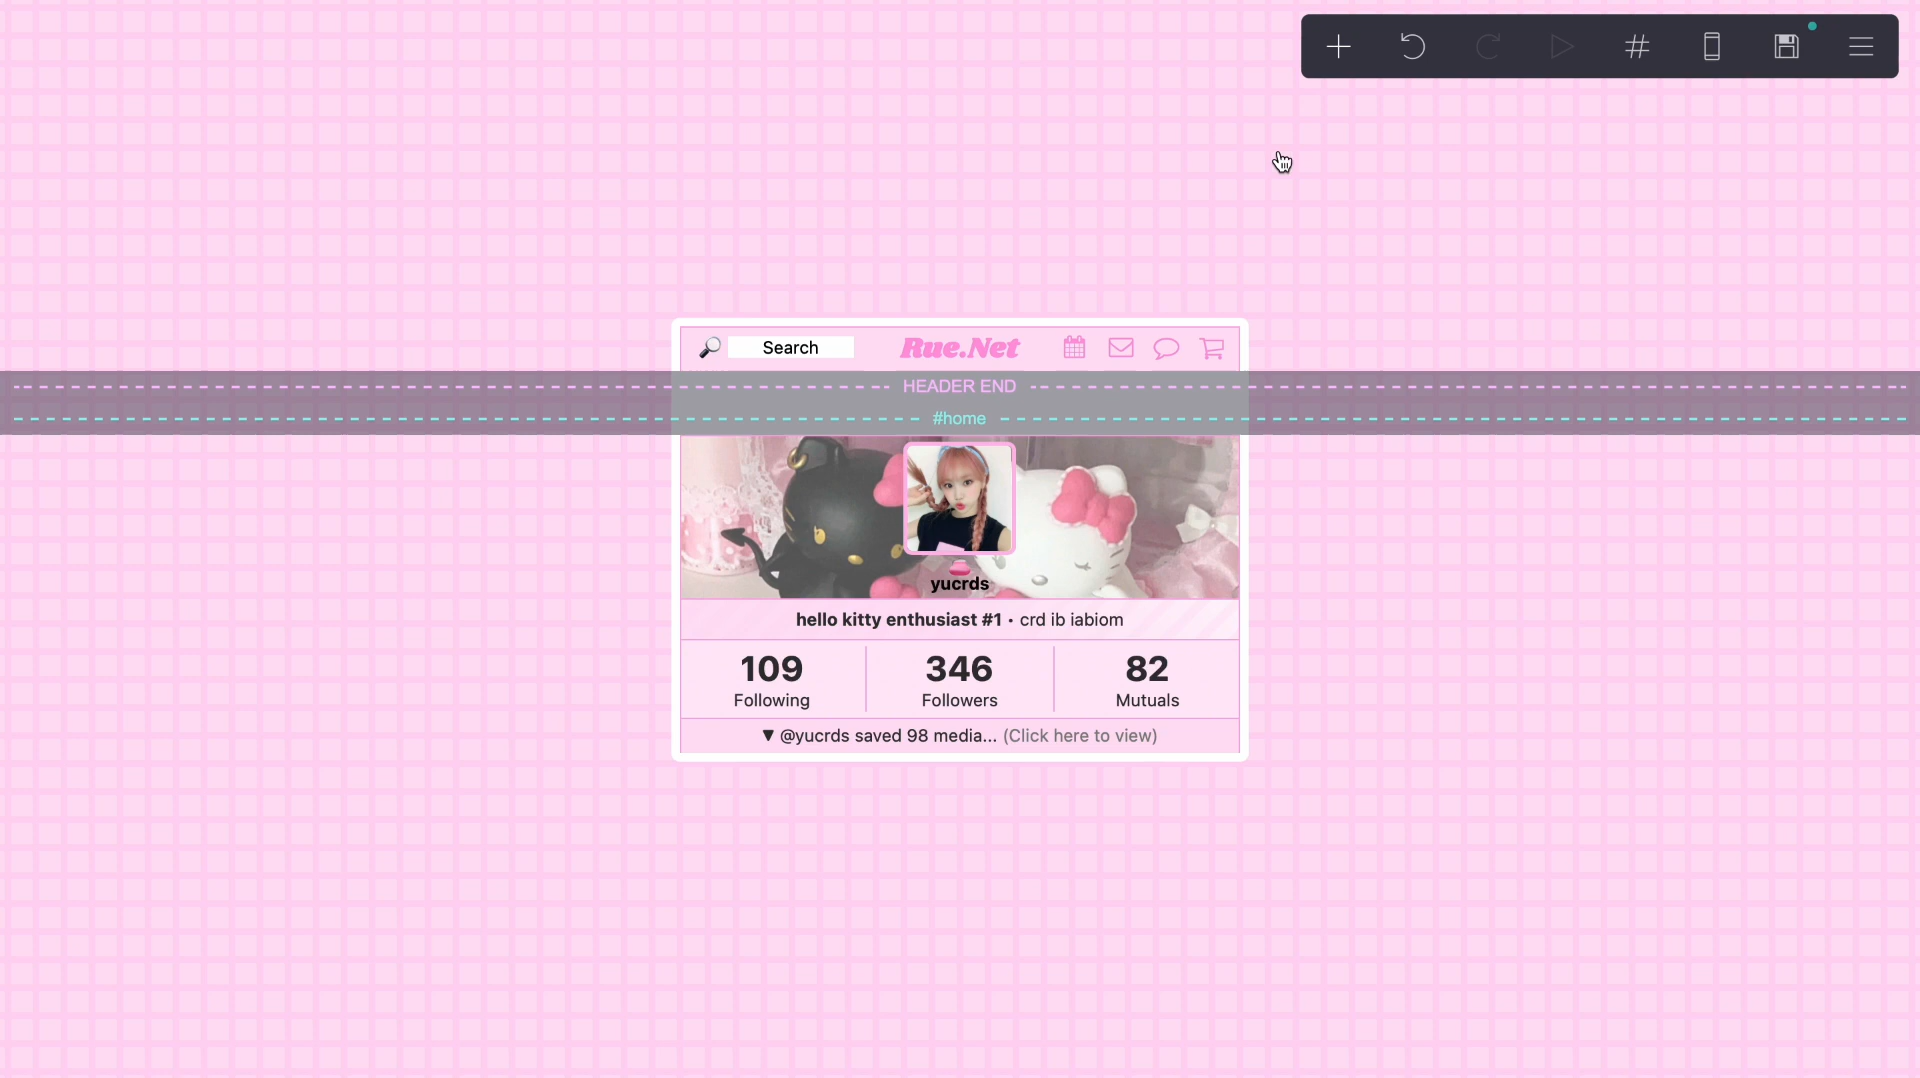 Search Rue.Net
HEADER END
#home
yucrds
hello kitty enthusiast #1 • crd ib iabiom
109 346 82
Following Followers Mutuals
▼ @yucrds saved 98 media... (Click here to view)